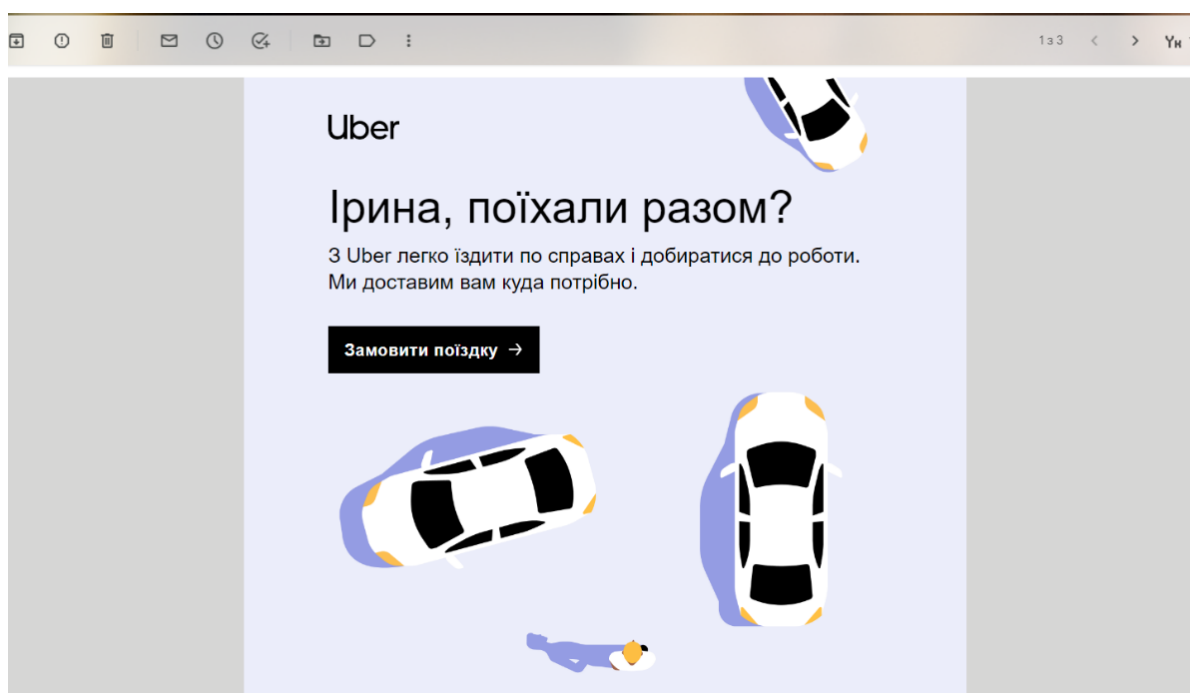 1 з 3
Uber
Ірина, поїхали разом?
З Uber легко їздити по справах і добиратися до роботи.
Ми доставим вам куда потрібно.
Замовити поїздку →